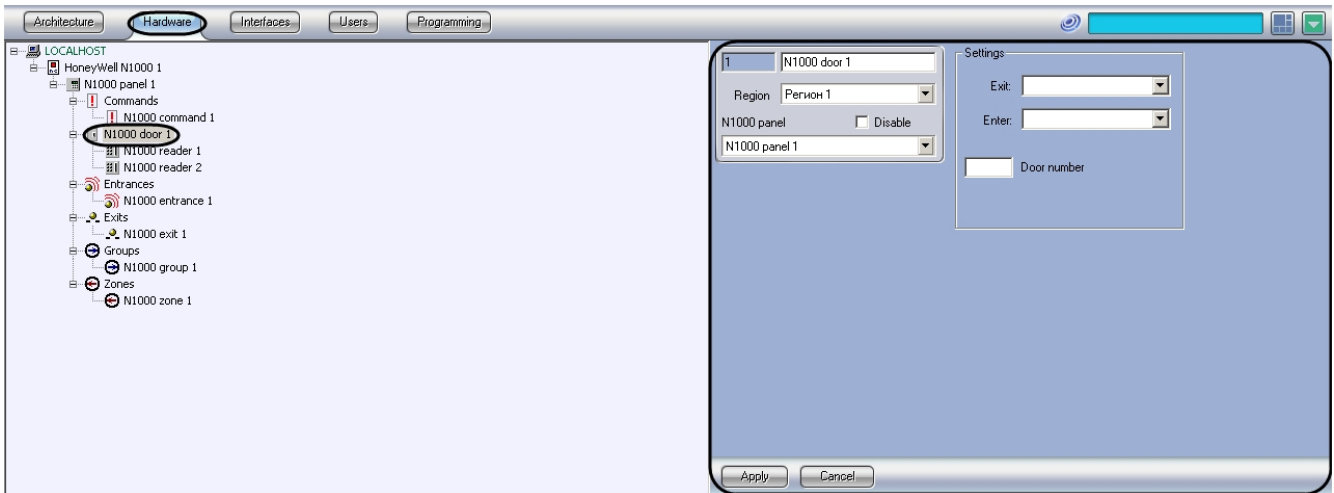 Architecture Hardware Interfaces Users Programming
LOCALHOST
HoneyWell N1000 1
N1000 panel 1
Commands
N1000 command 1
N1000 door 1
N1000 reader 1
N1000 reader 2
Entrances
N1000 entrance 1
Exits
N1000 exit 1
Groups
N1000 group 1
Zones
N1000 zone 1
1 N1000 door 1
Region Регион 1
N1000 panel Disable
N1000 panel 1
Settings
Exit:
Enter:
Door number
Apply Cancel